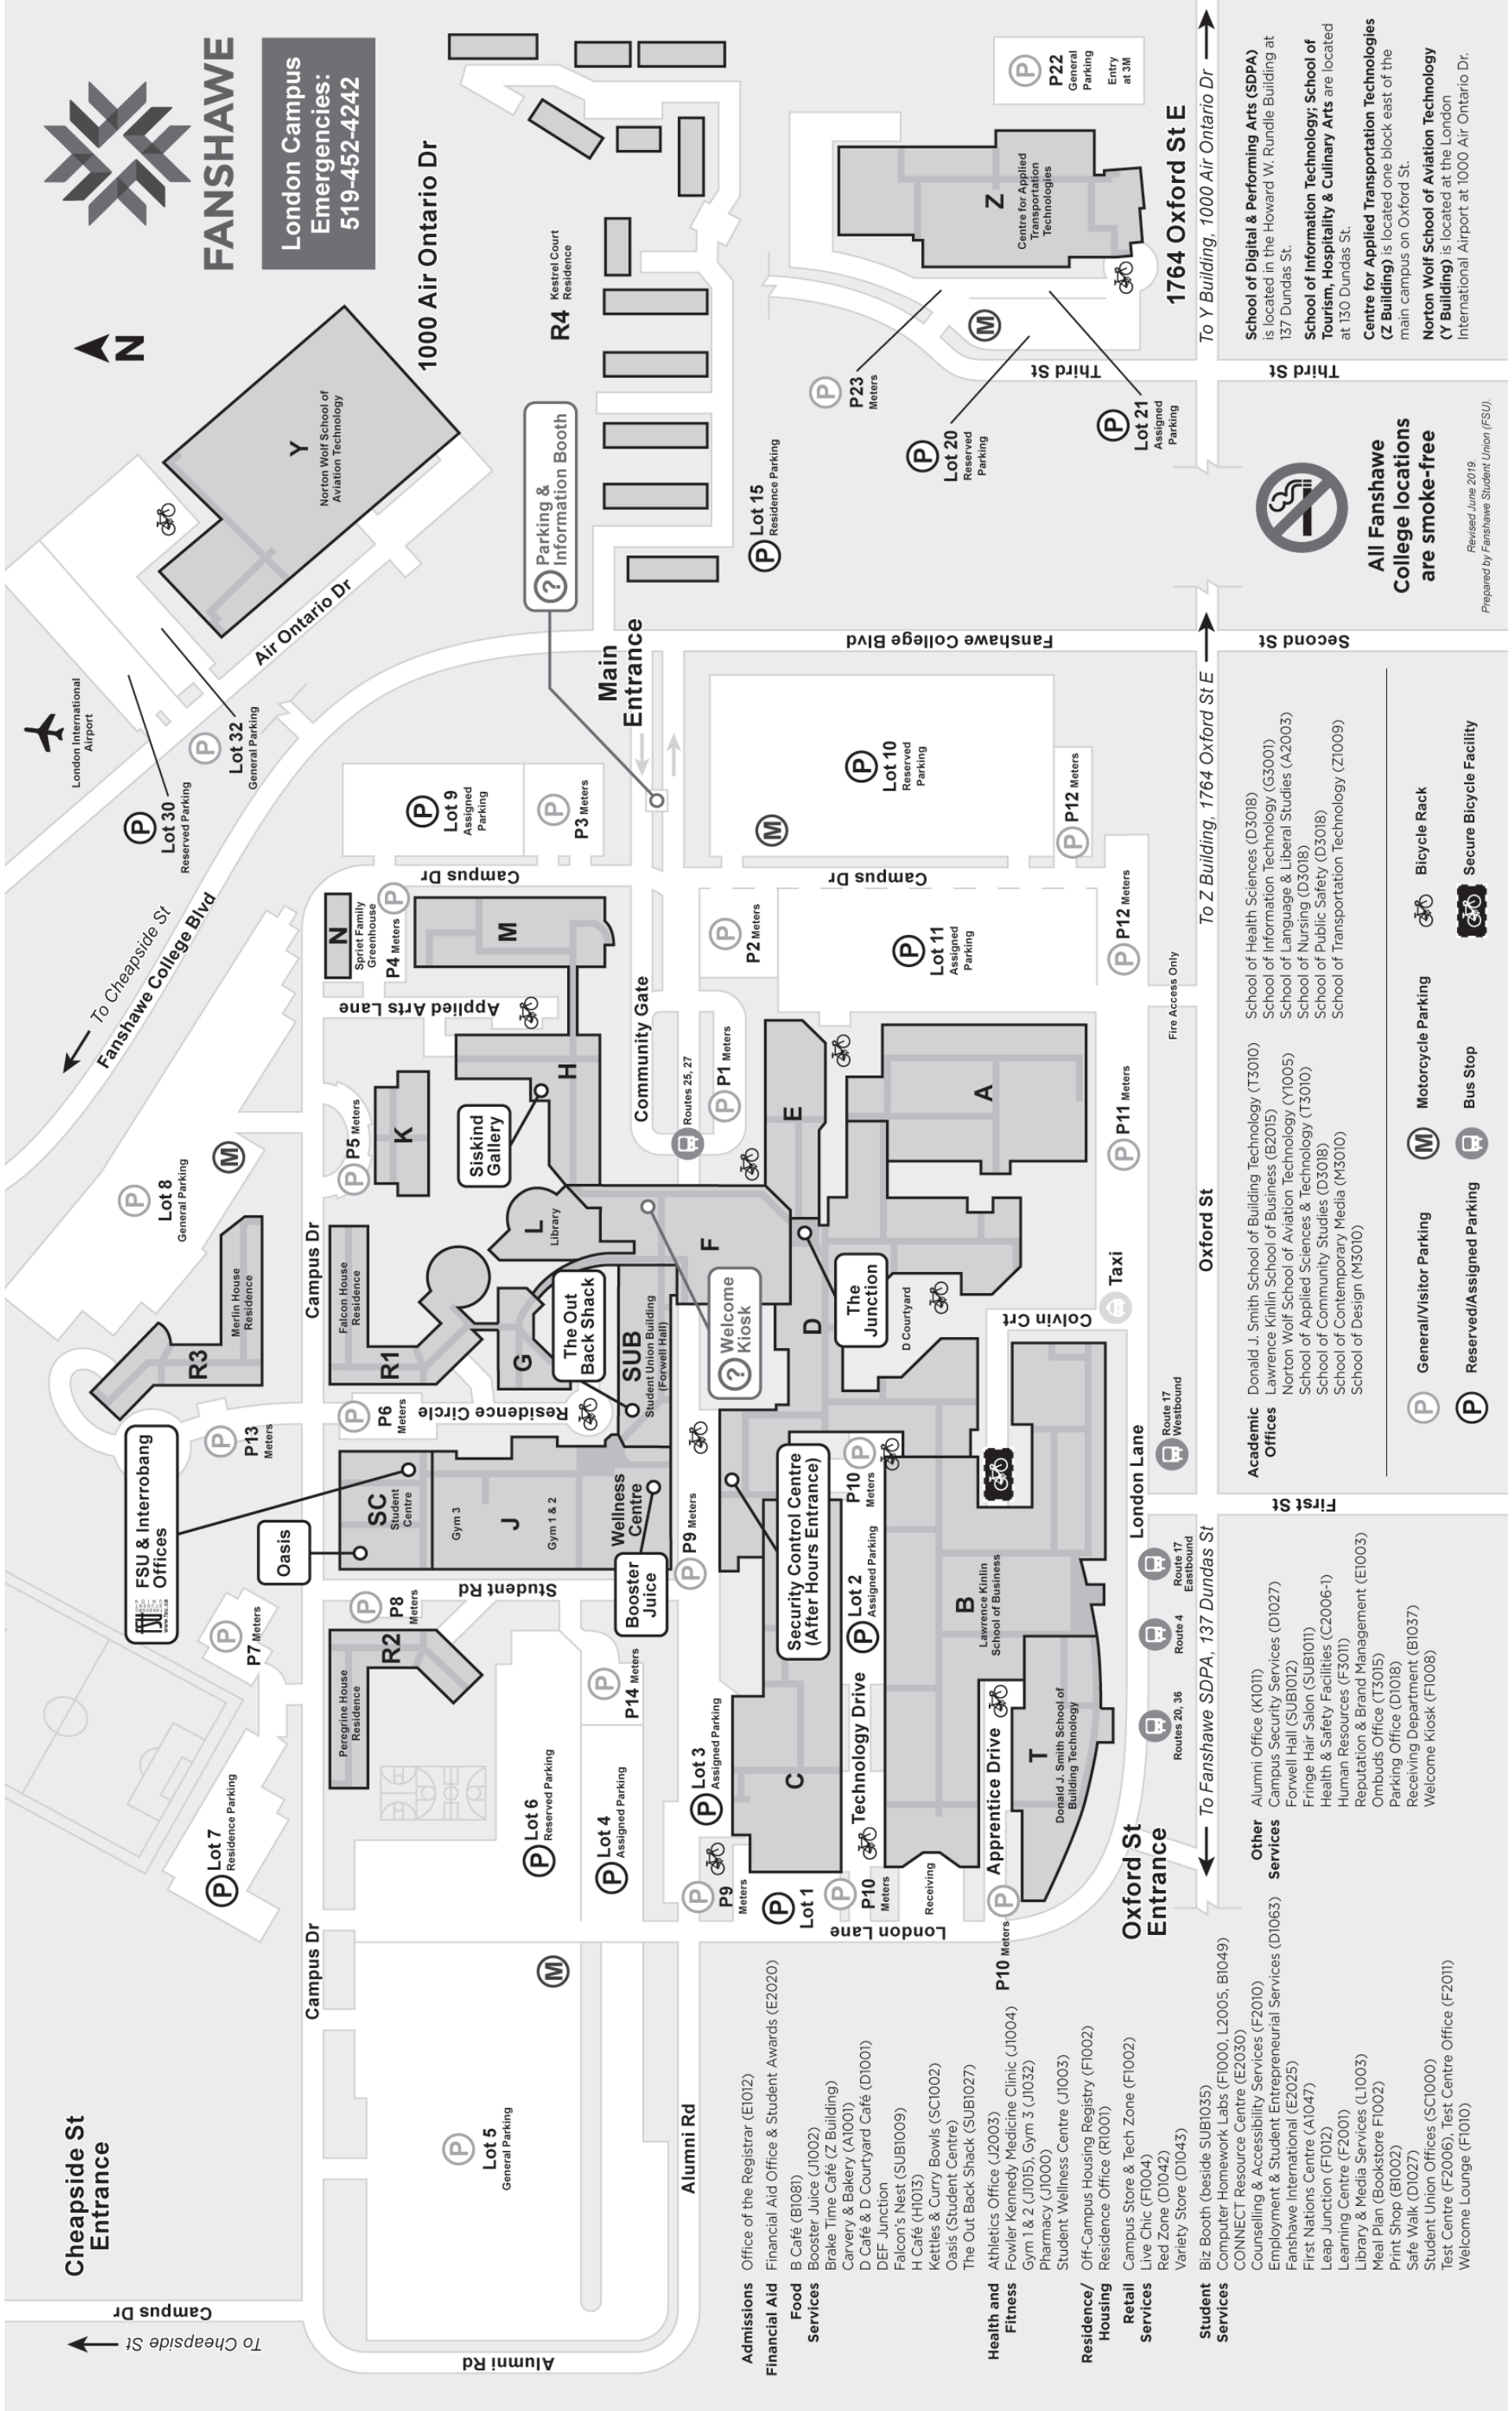 FANSHAWE
London Campus
Emergencies:
519-452-4242
N
Cheapside St
Entrance
Campus Dr
To Cheapside St
Alumni Rd
Campus Dr
Lot 5
General Parking
Alumni Rd
M
Lot 7
Residence Parking
P7 Meters
FSU & Interrobang
Offices
www.fsu.ca
Oasis
P13
Meters
R3
Merlin House
Residence
Lot 8
General Parking
M
To Cheapside St
Fanshawe College Blvd
Lot 30
Reserved Parking
Lot 32
General Parking
London International
Airport
Air Ontario Dr
Y
Norton Wolf School of
Aviation Technology
1000 Air Ontario Dr
R4
Kestrel Court
Residence
Campus Dr
Peregrine House
Residence
R2
P8
Meters
Student Rd
SC
Student
Centre
Gym 3
J
Gym 1 & 2
Wellness
Centre
Booster
Juice
P6
Meters
Residence Circle
Falcon House
Residence
R1
G
The Out
Back Shack
SUB
Student Union Building
(Forwell Hall)
L
Library
P5 Meters
K
Siskind
Gallery
H
Applied Arts Lane
N
Spriet Family
Greenhouse
P4 Meters
M
Campus Dr
Lot 9
Assigned
Parking
P3 Meters
Parking &
Information Booth
Main
Entrance
Lot 6
Reserved Parking
Lot 4
Assigned Parking
P14 Meters
P9
Meters
Lot 3
Assigned Parking
P9 Meters
Welcome
Kiosk
F
Community Gate
Routes 25, 27
P1 Meters
P2 Meters
Lot 1
London Lane
C
Security Control Centre
(After Hours Entrance)
D
The
Junction
E
A
Lot 11
Assigned
Parking
Campus Dr
M
Lot 10
Reserved
Parking
Fanshawe College Blvd
Lot 15
Residence Parking
P10
Meters
Technology Drive
Lot 2
Assigned Parking
P10
Meters
D Courtyard
Receiving
B
Lawrence Kinlin
School of Business
P10 Meters
Apprentice Drive
T
Donald J. Smith School of
Building Technology
Colvin Crt
Taxi
P11 Meters
P12 Meters
P12 Meters
Fire Access Only
Oxford St
Entrance
Routes 20, 36
Route 4
Route 17
Eastbound
London Lane
Route 17
Westbound
To Fanshawe SDPA, 137 Dundas St
Oxford St
To Z Building, 1764 Oxford St E
First St
Second St
Third St
Third St
P23
Meters
Lot 20
Reserved
Parking
Lot 21
Assigned
Parking
M
Z
Centre for Applied
Transportation
Technologies
P22
General
Parking
Entry
at 3M
1764 Oxford St E
To Y Building, 1000 Air Ontario Dr
Admissions Office of the Registrar (E1012)
Financial Aid Financial Aid Office & Student Awards (E2020)
Food
Services
B Café (B1081)
Booster Juice (J1002)
Brake Time Café (Z Building)
Carvery & Bakery (A1001)
D Café & D Courtyard Café (D1001)
DEF Junction
Falcon's Nest (SUB1009)
H Café (H1013)
Kettles & Curry Bowls (SC1002)
Oasis (Student Centre)
The Out Back Shack (SUB1027)
Health and
Fitness
Athletics Office (J2003)
Fowler Kennedy Medicine Clinic (J1004)
Gym 1 & 2 (J1015), Gym 3 (J1032)
Pharmacy (J1000)
Student Wellness Centre (J1003)
Residence/
Housing
Off-Campus Housing Registry (F1002)
Residence Office (R1001)
Retail
Services
Campus Store & Tech Zone (F1002)
Live Chic (F1004)
Red Zone (D1042)
Variety Store (D1043)
Student
Services
Biz Booth (beside SUB1035)
Computer Homework Labs (F1000, L2005, B1049)
CONNECT Resource Centre (E2030)
Counselling & Accessibility Services (F2010)
Employment & Student Entrepreneurial Services (D1063)
Fanshawe International (E2025)
First Nations Centre (A1047)
Leap Junction (F1012)
Learning Centre (F2001)
Library & Media Services (L1003)
Meal Plan (Bookstore F1002)
Print Shop (B1002)
Safe Walk (D1027)
Student Union Offices (SC1000)
Test Centre (F2006), Test Centre Office (F2011)
Welcome Lounge (F1010)
Other
Services
Alumni Office (K1011)
Campus Security Services (D1027)
Forwell Hall (SUB1012)
Fringe Hair Salon (SUB1011)
Health & Safety Facilities (C2006-1)
Human Resources (F3011)
Reputation & Brand Management (E1003)
Ombuds Office (T3015)
Parking Office (D1018)
Receiving Department (B1037)
Welcome Kiosk (F1008)
Academic
Offices
Donald J. Smith School of Building Technology (T3010)
Lawrence Kinlin School of Business (B2015)
Norton Wolf School of Aviation Technology (Y1005)
School of Applied Sciences & Technology (T3010)
School of Community Studies (D3018)
School of Contemporary Media (M3010)
School of Design (M3010)
School of Health Sciences (D3018)
School of Information Technology (G3001)
School of Language & Liberal Studies (A2003)
School of Nursing (D3018)
School of Public Safety (D3018)
School of Transportation Technology (Z1009)
General/Visitor Parking
Motorcycle Parking
Bicycle Rack
Reserved/Assigned Parking
Bus Stop
Secure Bicycle Facility
All Fanshawe
College locations
are smoke-free
Revised June 2019.
Prepared by Fanshawe Student Union (FSU).
School of Digital & Performing Arts (SDPA)
is located in the Howard W. Rundle Building at
137 Dundas St.
School of Information Technology; School of
Tourism, Hospitality & Culinary Arts are located
at 130 Dundas St.
Centre for Applied Transportation Technologies
(Z Building) is located one block east of the
main campus on Oxford St.
Norton Wolf School of Aviation Technology
(Y Building) is located at the London
International Airport at 1000 Air Ontario Dr.